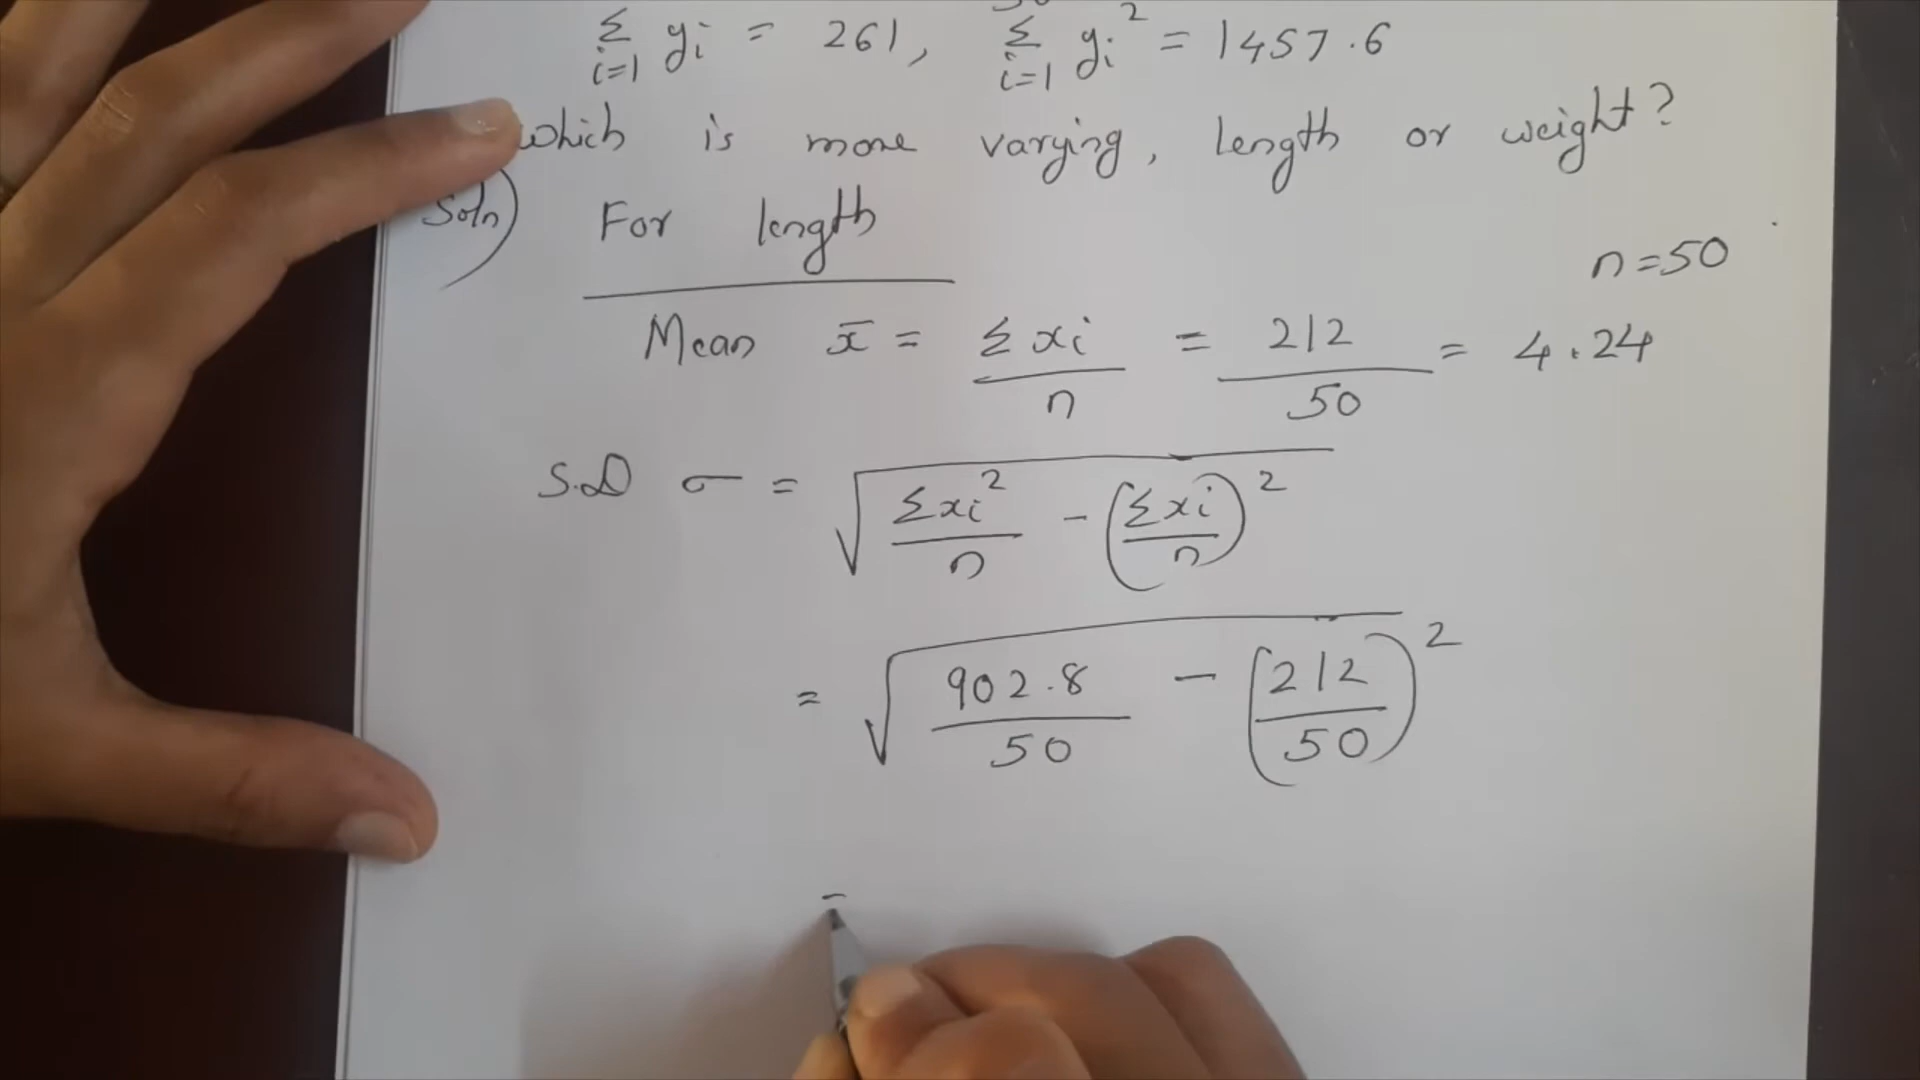 Σ i=1 yi = 261, Σ i=1 yi² = 1457.6
which is more varying, length or weight?
Soln) For length
n=50
Mean x̄ = Σxi/n = 212/50 = 4.24
S.D σ = √(Σxi²/n - (Σxi/n)²)
= √(902.8/50 - (212/50)²)